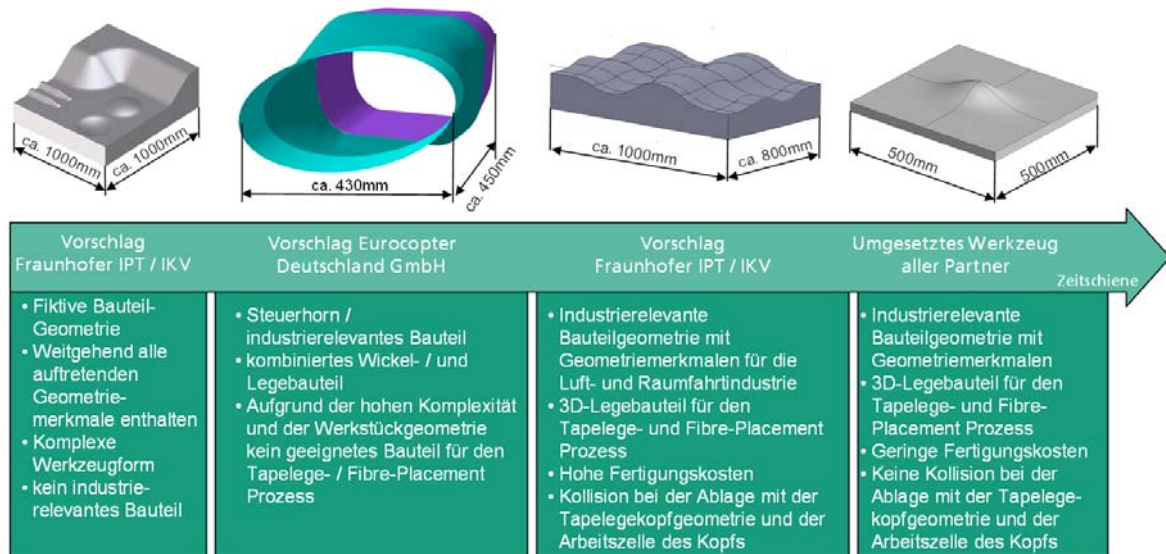 ca. 1000mm
ca. 1000mm
ca. 430mm
ca. 450mm
ca. 1000mm
ca. 800mm
500mm
500mm
Vorschlag
Fraunhofer IPT / IKV
Vorschlag Eurocopter
Deutschland GmbH
Vorschlag
Fraunhofer IPT / IKV
Umgesetztes Werkzeug
aller Partner
Zeitschiene
• Fiktive Bauteil-
Geometrie
• Weitgehend alle
auftretenden
Geometrie-
merkmale enthalten
• Komplexe
Werkzeugform
• kein industrie-
relevantes Bauteil
• Steuerhorn /
industrierelevantes Bauteil
• kombiniertes Wickel- / und
Legebauteil
• Aufgrund der hohen Komplexität
und der Werkstückgeometrie
kein geeignetes Bauteil für den
Tapelege- / Fibre-Placement
Prozess
• Industrierelevante
Bauteilgeometrie mit
Geometriemerkmalen für die
Luft- und Raumfahrtindustrie
• 3D-Legebauteil für den
Tapelege- und Fibre-Placement
Prozess
• Hohe Fertigungskosten
• Kollision bei der Ablage mit der
Tapelegekopfgeometrie und der
Arbeitszelle des Kopfs
• Industrierelevante
Bauteilgeometrie mit
Geometriemerkmalen
• 3D-Legebauteil für den
Tapelege- und Fibre-
Placement Prozess
• Geringe Fertigungskosten
• Keine Kollision bei der
Ablage mit der Tapelege-
kopfgeometrie und der
Arbeitszelle des Kopfs